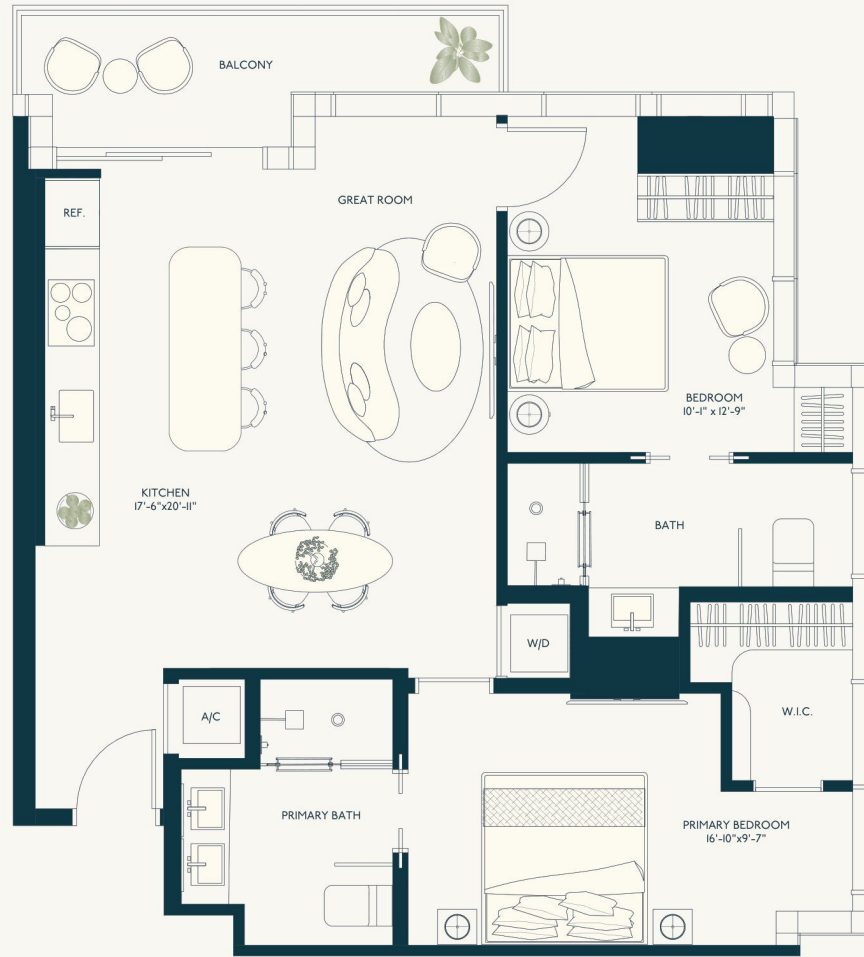 BALCONY
GREAT ROOM
REF.
BEDROOM
10'-1" x 12'-9"
KITCHEN
17'-6"x20'-11"
BATH
W/D
A/C
W.I.C.
PRIMARY BATH
PRIMARY BEDROOM
16'-10"x9'-7"